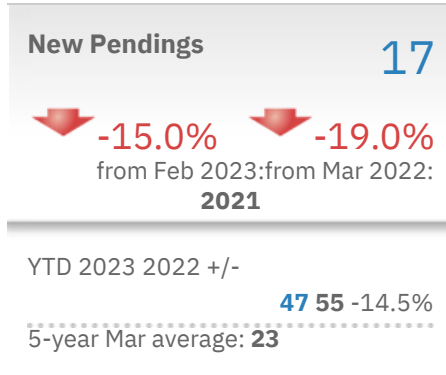 New Pendings 17
-15.0% -19.0%
from Feb 2023:from Mar 2022:
2021
YTD 2023 2022 +/-
47 55 -14.5%
5-year Mar average: 23